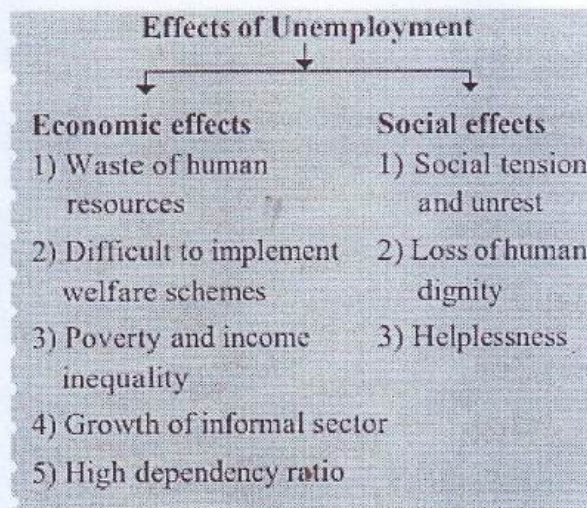 Effects of Unemployment
Economic effects
1) Waste of human
resources
2) Difficult to implement
welfare schemes
3) Poverty and income
inequality
4) Growth of informal sector
5) High dependency ratio
Social effects
1) Social tension
and unrest
2) Loss of human
dignity
3) Helplessness